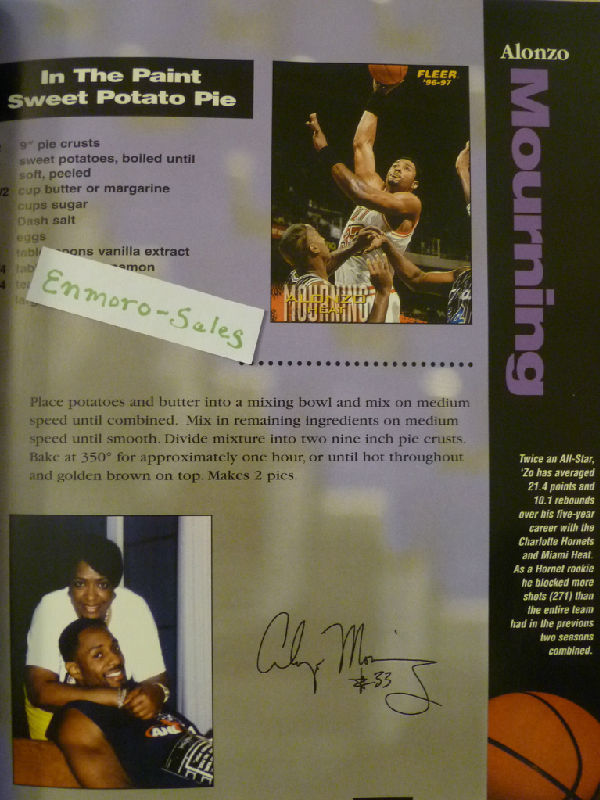 In The Paint
Sweet Potato Pie
9" pie crusts
sweet potatoes, boiled until
soft, peeled
/2 cup butter or margarine
cups sugar
Dash salt
eggs
vanilla extract
Enmoro-Sales
FLEER
'96-97
ALONZO
HEAT
MOURNING
Alonzo
Mourning
Place potatoes and butter into a mixing bowl and mix on medium
speed until combined. Mix in remaining ingredients on medium
speed until smooth. Divide mixture into two nine inch pie crusts.
Bake at 350° for approximately one hour, or until hot throughout
and golden brown on top. Makes 2 pies
Twice an All-Star,
'Zo has averaged
21.4 points and
10.1 rebounds
over his five-year
career with the
Charlotte Hornets
and Miami Heat.
As a Hornet rookie
he blocked more
shots (271) than
the entire team
had in the previous
two seasons
combined.
#33